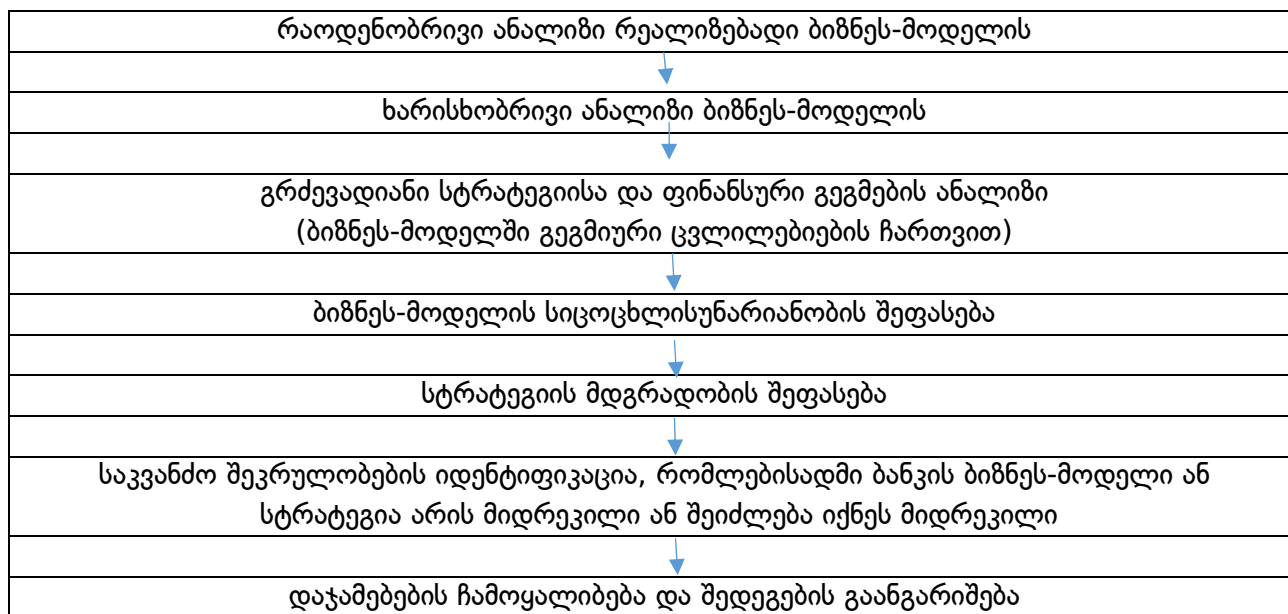 რაოდენობრივი ანალიზი რეალიზებადი ბიზნეს-მოდელის
ხარისხობრივი ანალიზი ბიზნეს-მოდელის
გრძევადიანი სტრატეგიისა და ფინანსური გეგმების ანალიზი
(ბიზნეს-მოდელში გეგმიური ცვლილებიების ჩართვით)
ბიზნეს-მოდელის სიცოცხლისუნარიანობის შეფასება
სტრატეგიის მდგრადობის შეფასება
საკვანძო შეკრულობების იდენტიფიკაცია, რომლებისადმი ბანკის ბიზნეს-მოდელი ან
სტრატეგია არის მიდრეკილი ან შეიძლება იქნეს მიდრეკილი
დაჯამებების ჩამოყალიბება და შედეგების გაანგარიშება